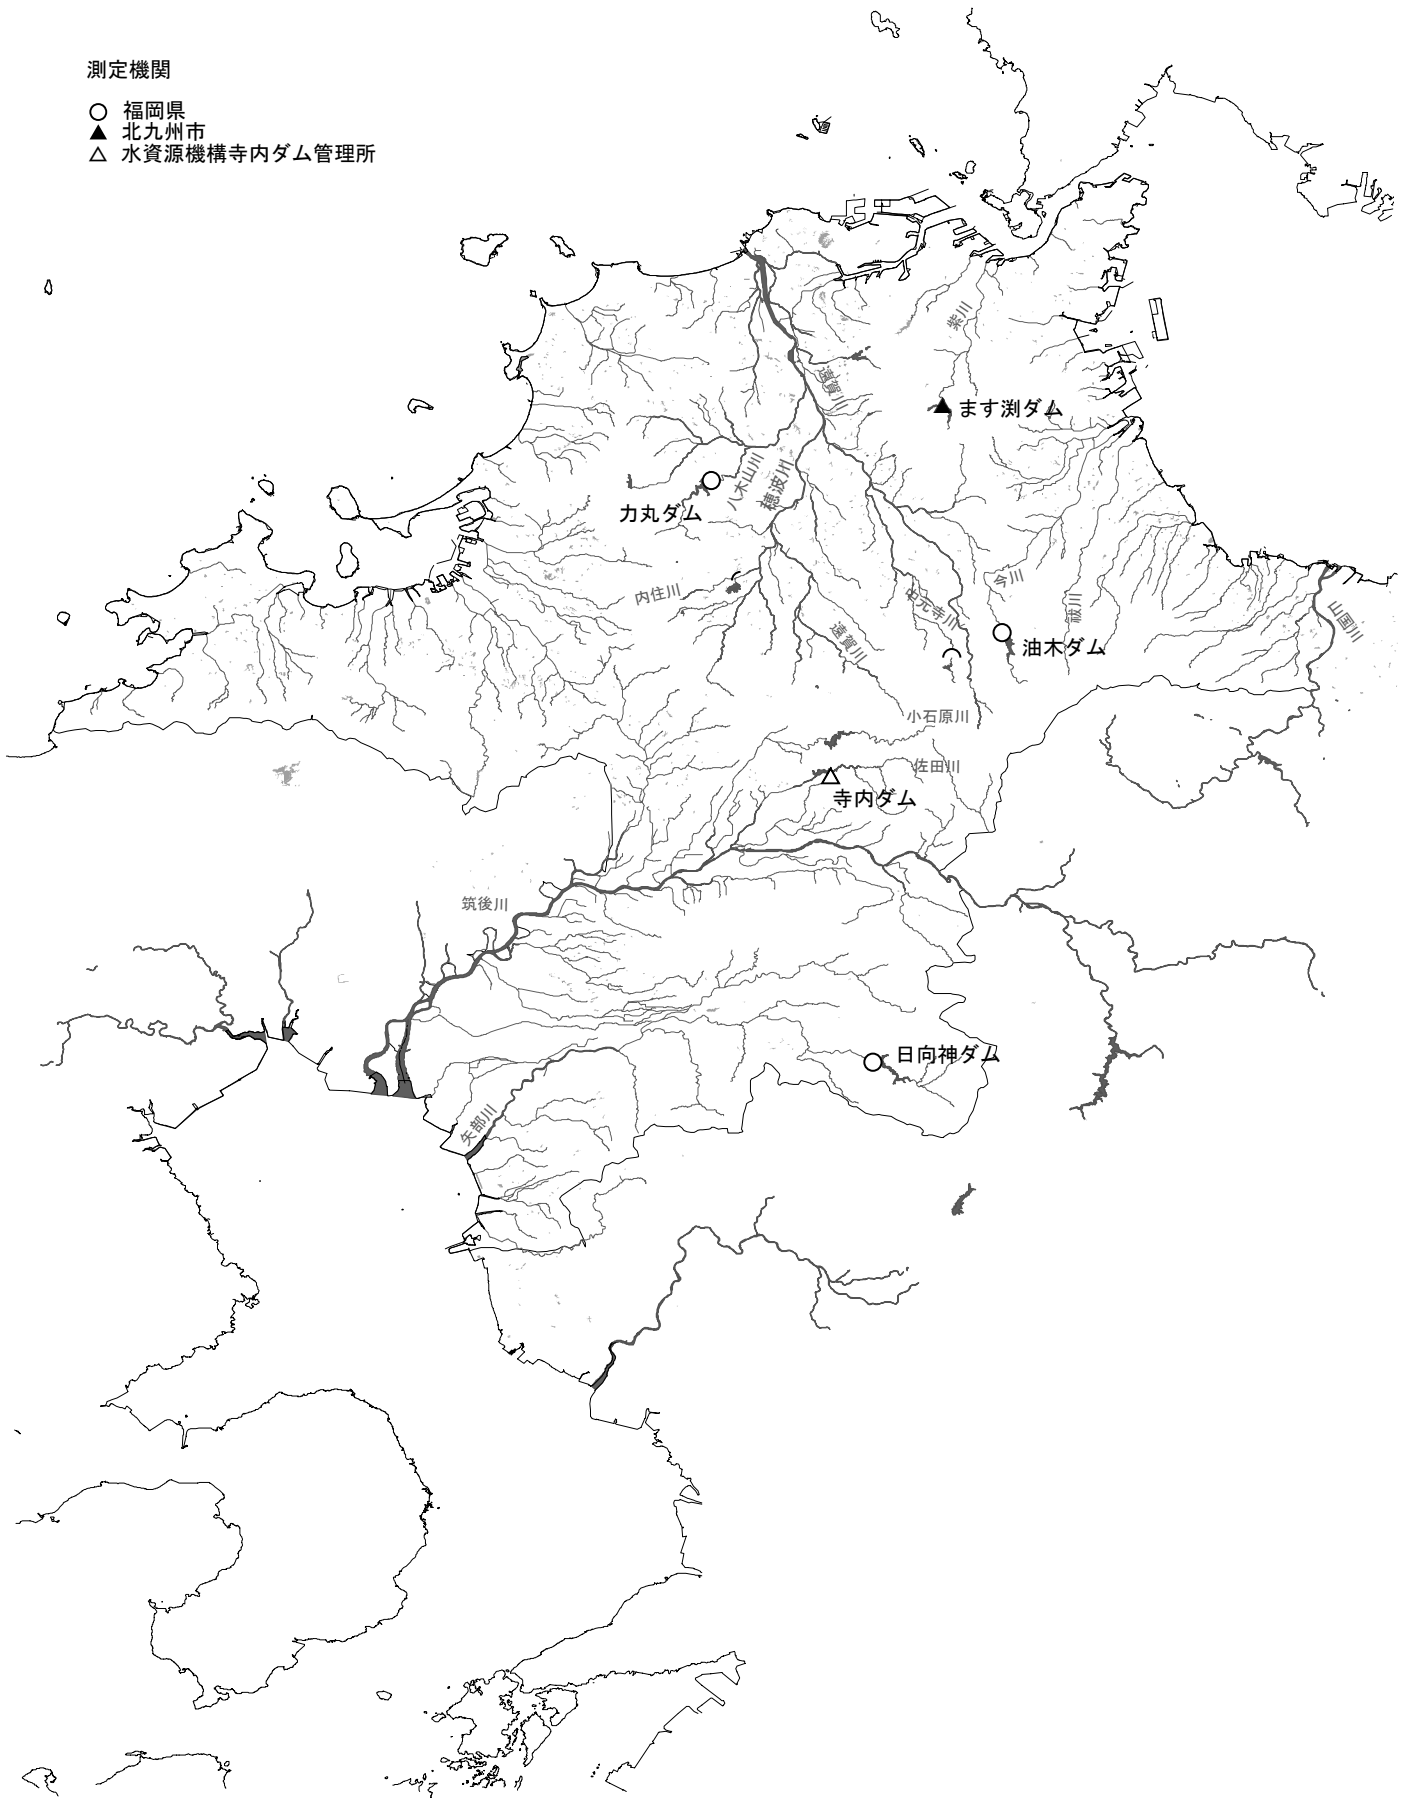 測定機関
福岡県
北九州市
水資源機構寺内ダム管理所
紫川
遠賀川
ます渕ダム
八木山川
穂波川
力丸ダム
今川
内住川
中元寺川
祓川
山国川
遠賀川
油木ダム
小石原川
佐田川
寺内ダム
筑後川
日向神ダム
矢部川